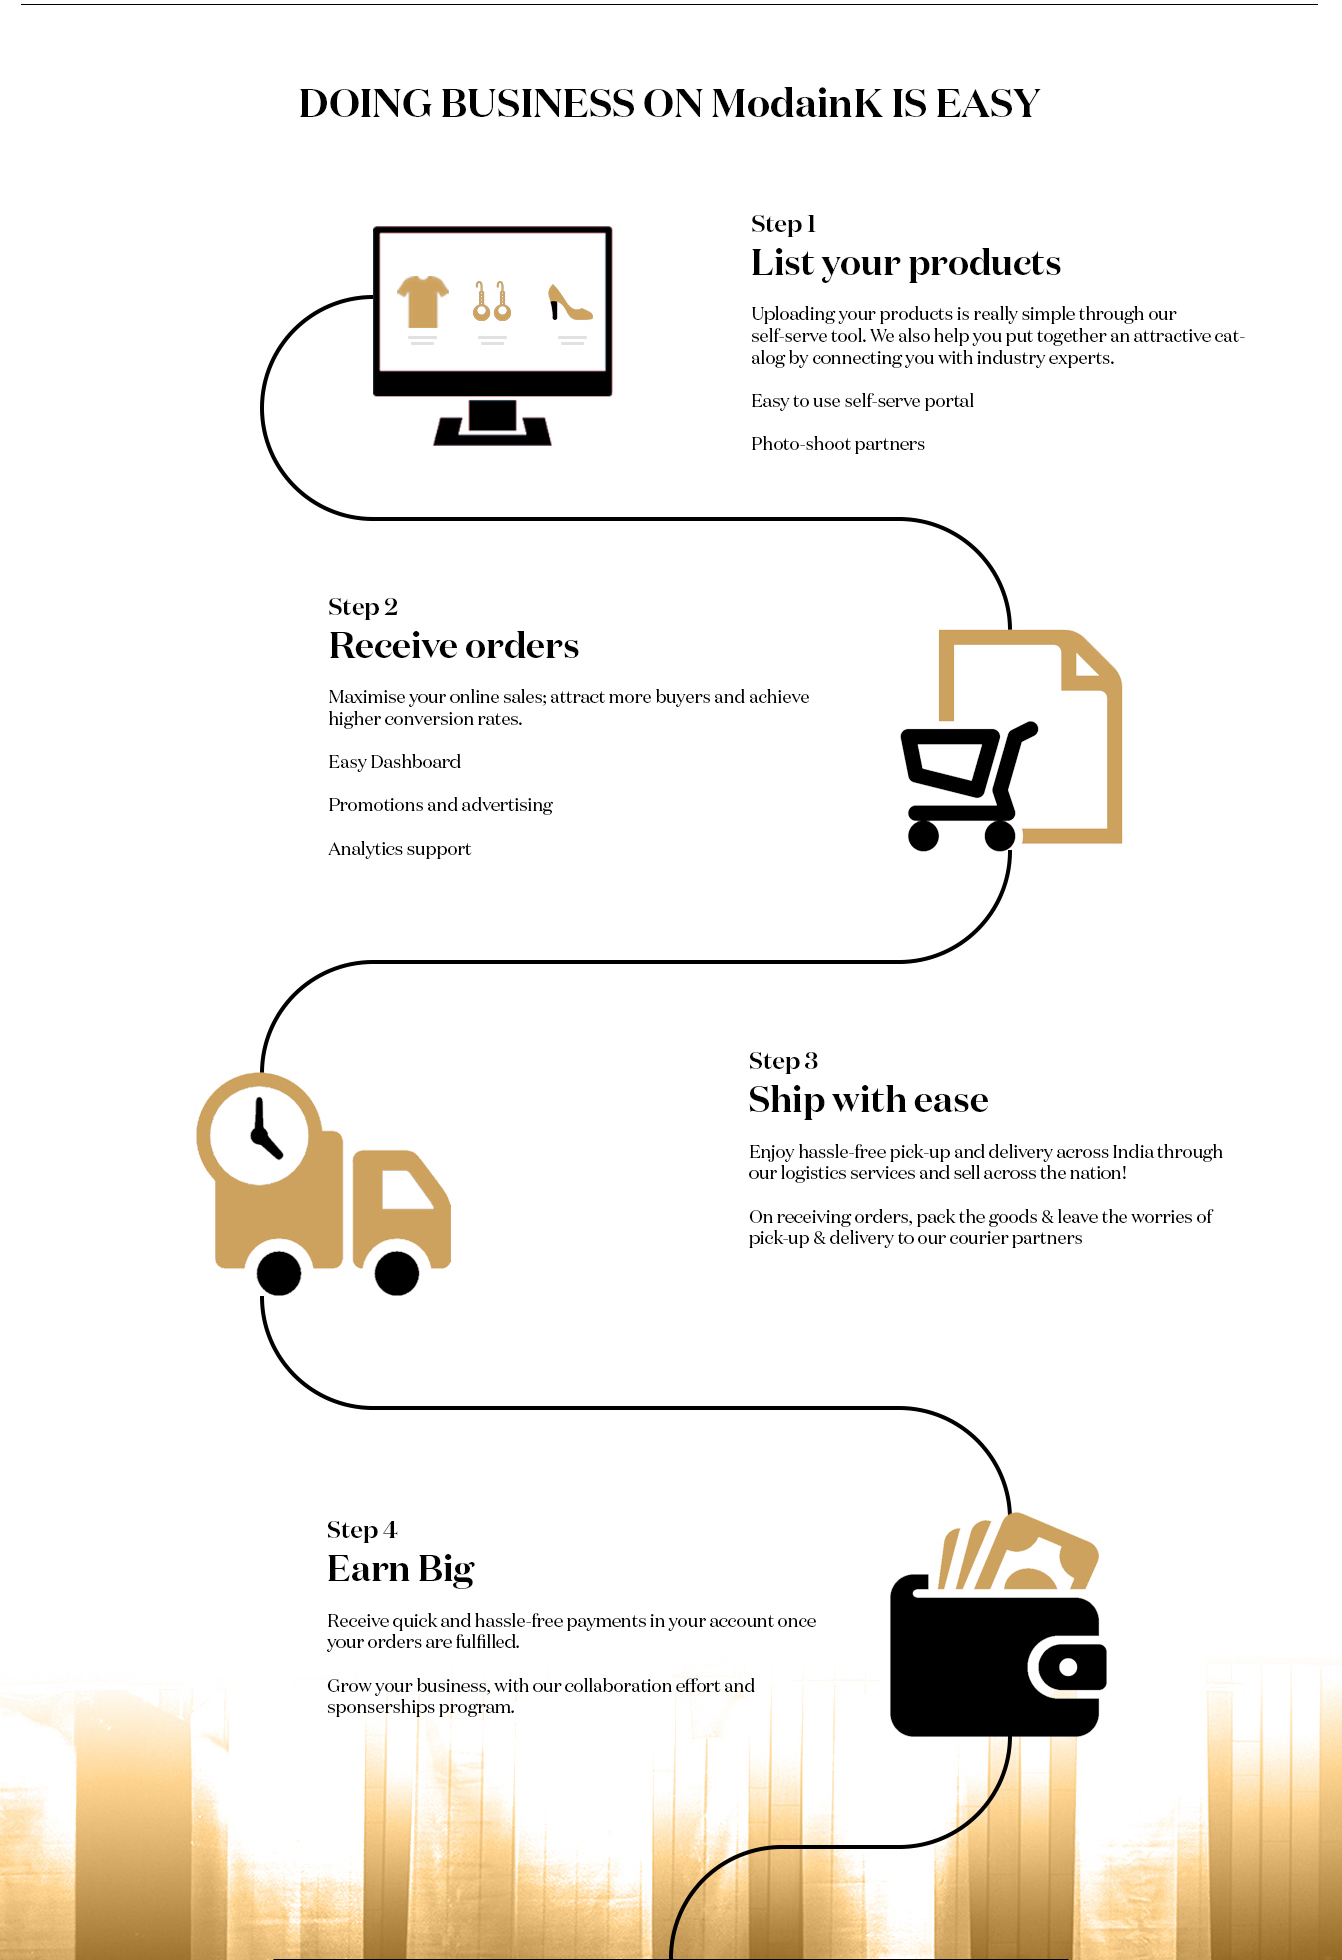 DOING BUSINESS ON ModainK IS EASY
Step 1
List your products
Uploading your products is really simple through our
self-serve tool. We also help you put together an attractive cat-
alog by connecting you with industry experts.
Easy to use self-serve portal
Photo-shoot partners
Step 2
Receive orders
Maximise your online sales; attract more buyers and achieve
higher conversion rates.
Easy Dashboard
Promotions and advertising
Analytics support
Step 3
Ship with ease
Enjoy hassle-free pick-up and delivery across India through
our logistics services and sell across the nation!
On receiving orders, pack the goods & leave the worries of
pick-up & delivery to our courier partners
Step 4
Earn Big
Receive quick and hassle-free payments in your account once
your orders are fulfilled.
Grow your business, with our collaboration effort and
sponserships program.